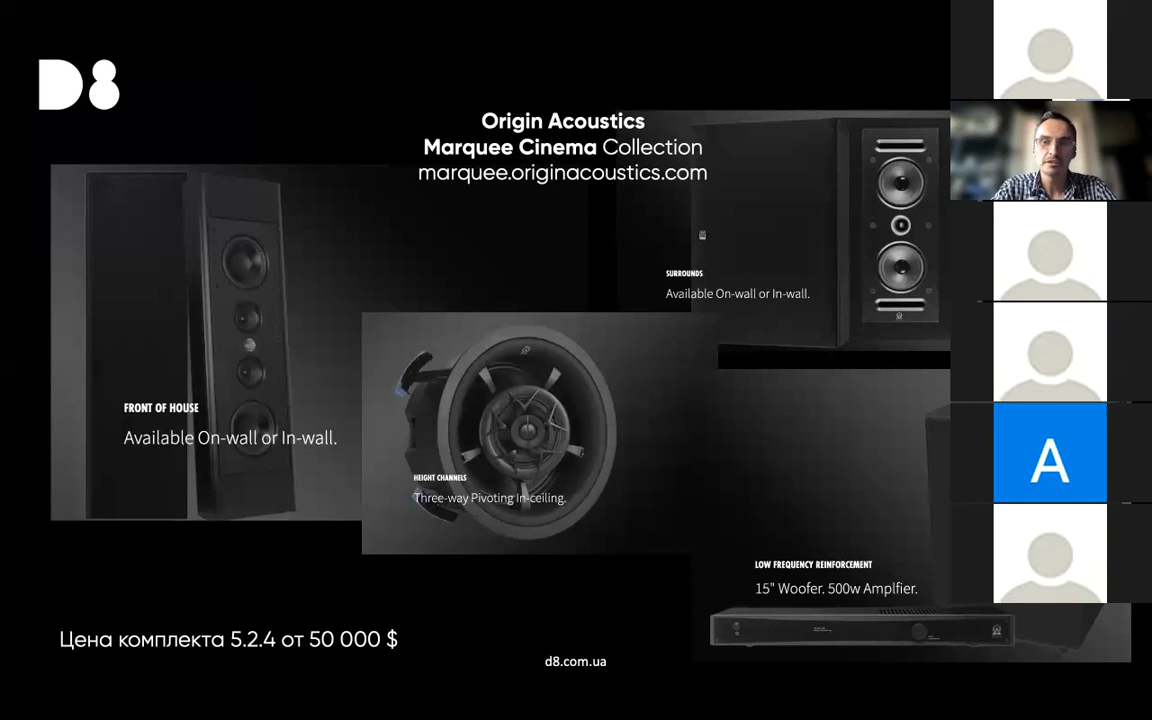 D8
Origin Acoustics
Marquee Cinema Collection
marquee.originacoustics.com
SURROUNDS
Available On-wall or In-wall.
FRONT OF HOUSE
Available On-wall or In-wall.
HEIGHT CHANNELS
Three-way Pivoting In-ceiling.
A
LOW FREQUENCY REINFORCEMENT
15" Woofer. 500w Amplfier.
Цена комплекта 5.2.4 от 50 000 $
d8.com.ua